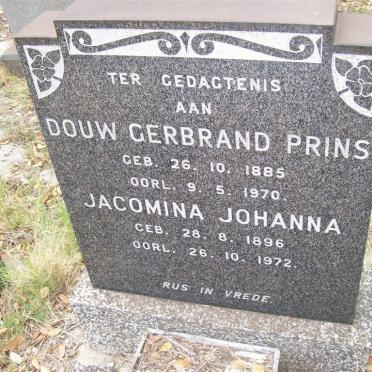 TER GEDAGTENIS
AAN
DOUW GERBRAND PRINS
GEB. 26. 10. 1885
OORL. 9. 5. 1970.
JACOMINA JOHANNA
GEB. 28. 8. 1896
OORL. 26. 10. 1972.
RUS IN VREDE.